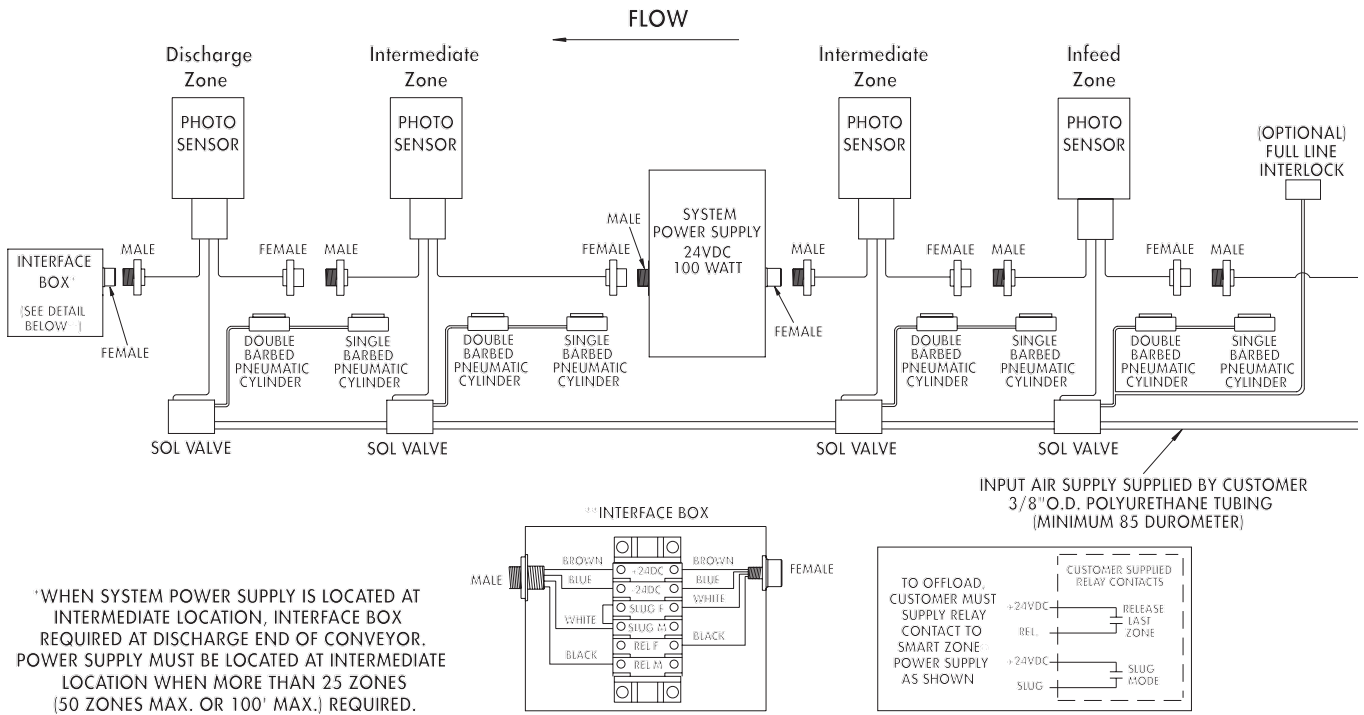 FLOW
Discharge
Zone
Intermediate
Zone
Intermediate
Zone
Infeed
Zone
PHOTO
SENSOR
PHOTO
SENSOR
PHOTO
SENSOR
PHOTO
SENSOR
(OPTIONAL)
FULL LINE
INTERLOCK
SYSTEM
POWER SUPPLY
24VDC
100 WATT
INTERFACE
BOX*
(SEE DETAIL
BELOW )
MALE
FEMALE
MALE
FEMALE
MALE
MALE
FEMALE
MALE
FEMALE
MALE
FEMALE
FEMALE
DOUBLE
BARBED
PNEUMATIC
CYLINDER
SINGLE
BARBED
PNEUMATIC
CYLINDER
DOUBLE
BARBED
PNEUMATIC
CYLINDER
SINGLE
BARBED
PNEUMATIC
CYLINDER
DOUBLE
BARBED
PNEUMATIC
CYLINDER
SINGLE
BARBED
PNEUMATIC
CYLINDER
DOUBLE
BARBED
PNEUMATIC
CYLINDER
SINGLE
BARBED
PNEUMATIC
CYLINDER
SOL VALVE
SOL VALVE
SOL VALVE
SOL VALVE
INPUT AIR SUPPLY SUPPLIED BY CUSTOMER
3/8"O.D. POLYURETHANE TUBING
(MINIMUM 85 DUROMETER)
*WHEN SYSTEM POWER SUPPLY IS LOCATED AT
INTERMEDIATE LOCATION, INTERFACE BOX
REQUIRED AT DISCHARGE END OF CONVEYOR.
POWER SUPPLY MUST BE LOCATED AT INTERMEDIATE
LOCATION WHEN MORE THAN 25 ZONES
(50 ZONES MAX. OR 100' MAX.) REQUIRED.
**INTERFACE BOX
MALE
BROWN
BLUE
WHITE
BLACK
+24DC
-24DC
SLUG F
SLUG M
REL F
REL M
BROWN
BLUE
WHITE
BLACK
FEMALE
TO OFFLOAD,
CUSTOMER MUST
SUPPLY RELAY
CONTACT TO
SMART ZONE
POWER SUPPLY
AS SHOWN
CUSTOMER SUPPLIED
RELAY CONTACTS
+24VDC
REL.
RELEASE
LAST
ZONE
+24VDC
SLUG
SLUG
MODE